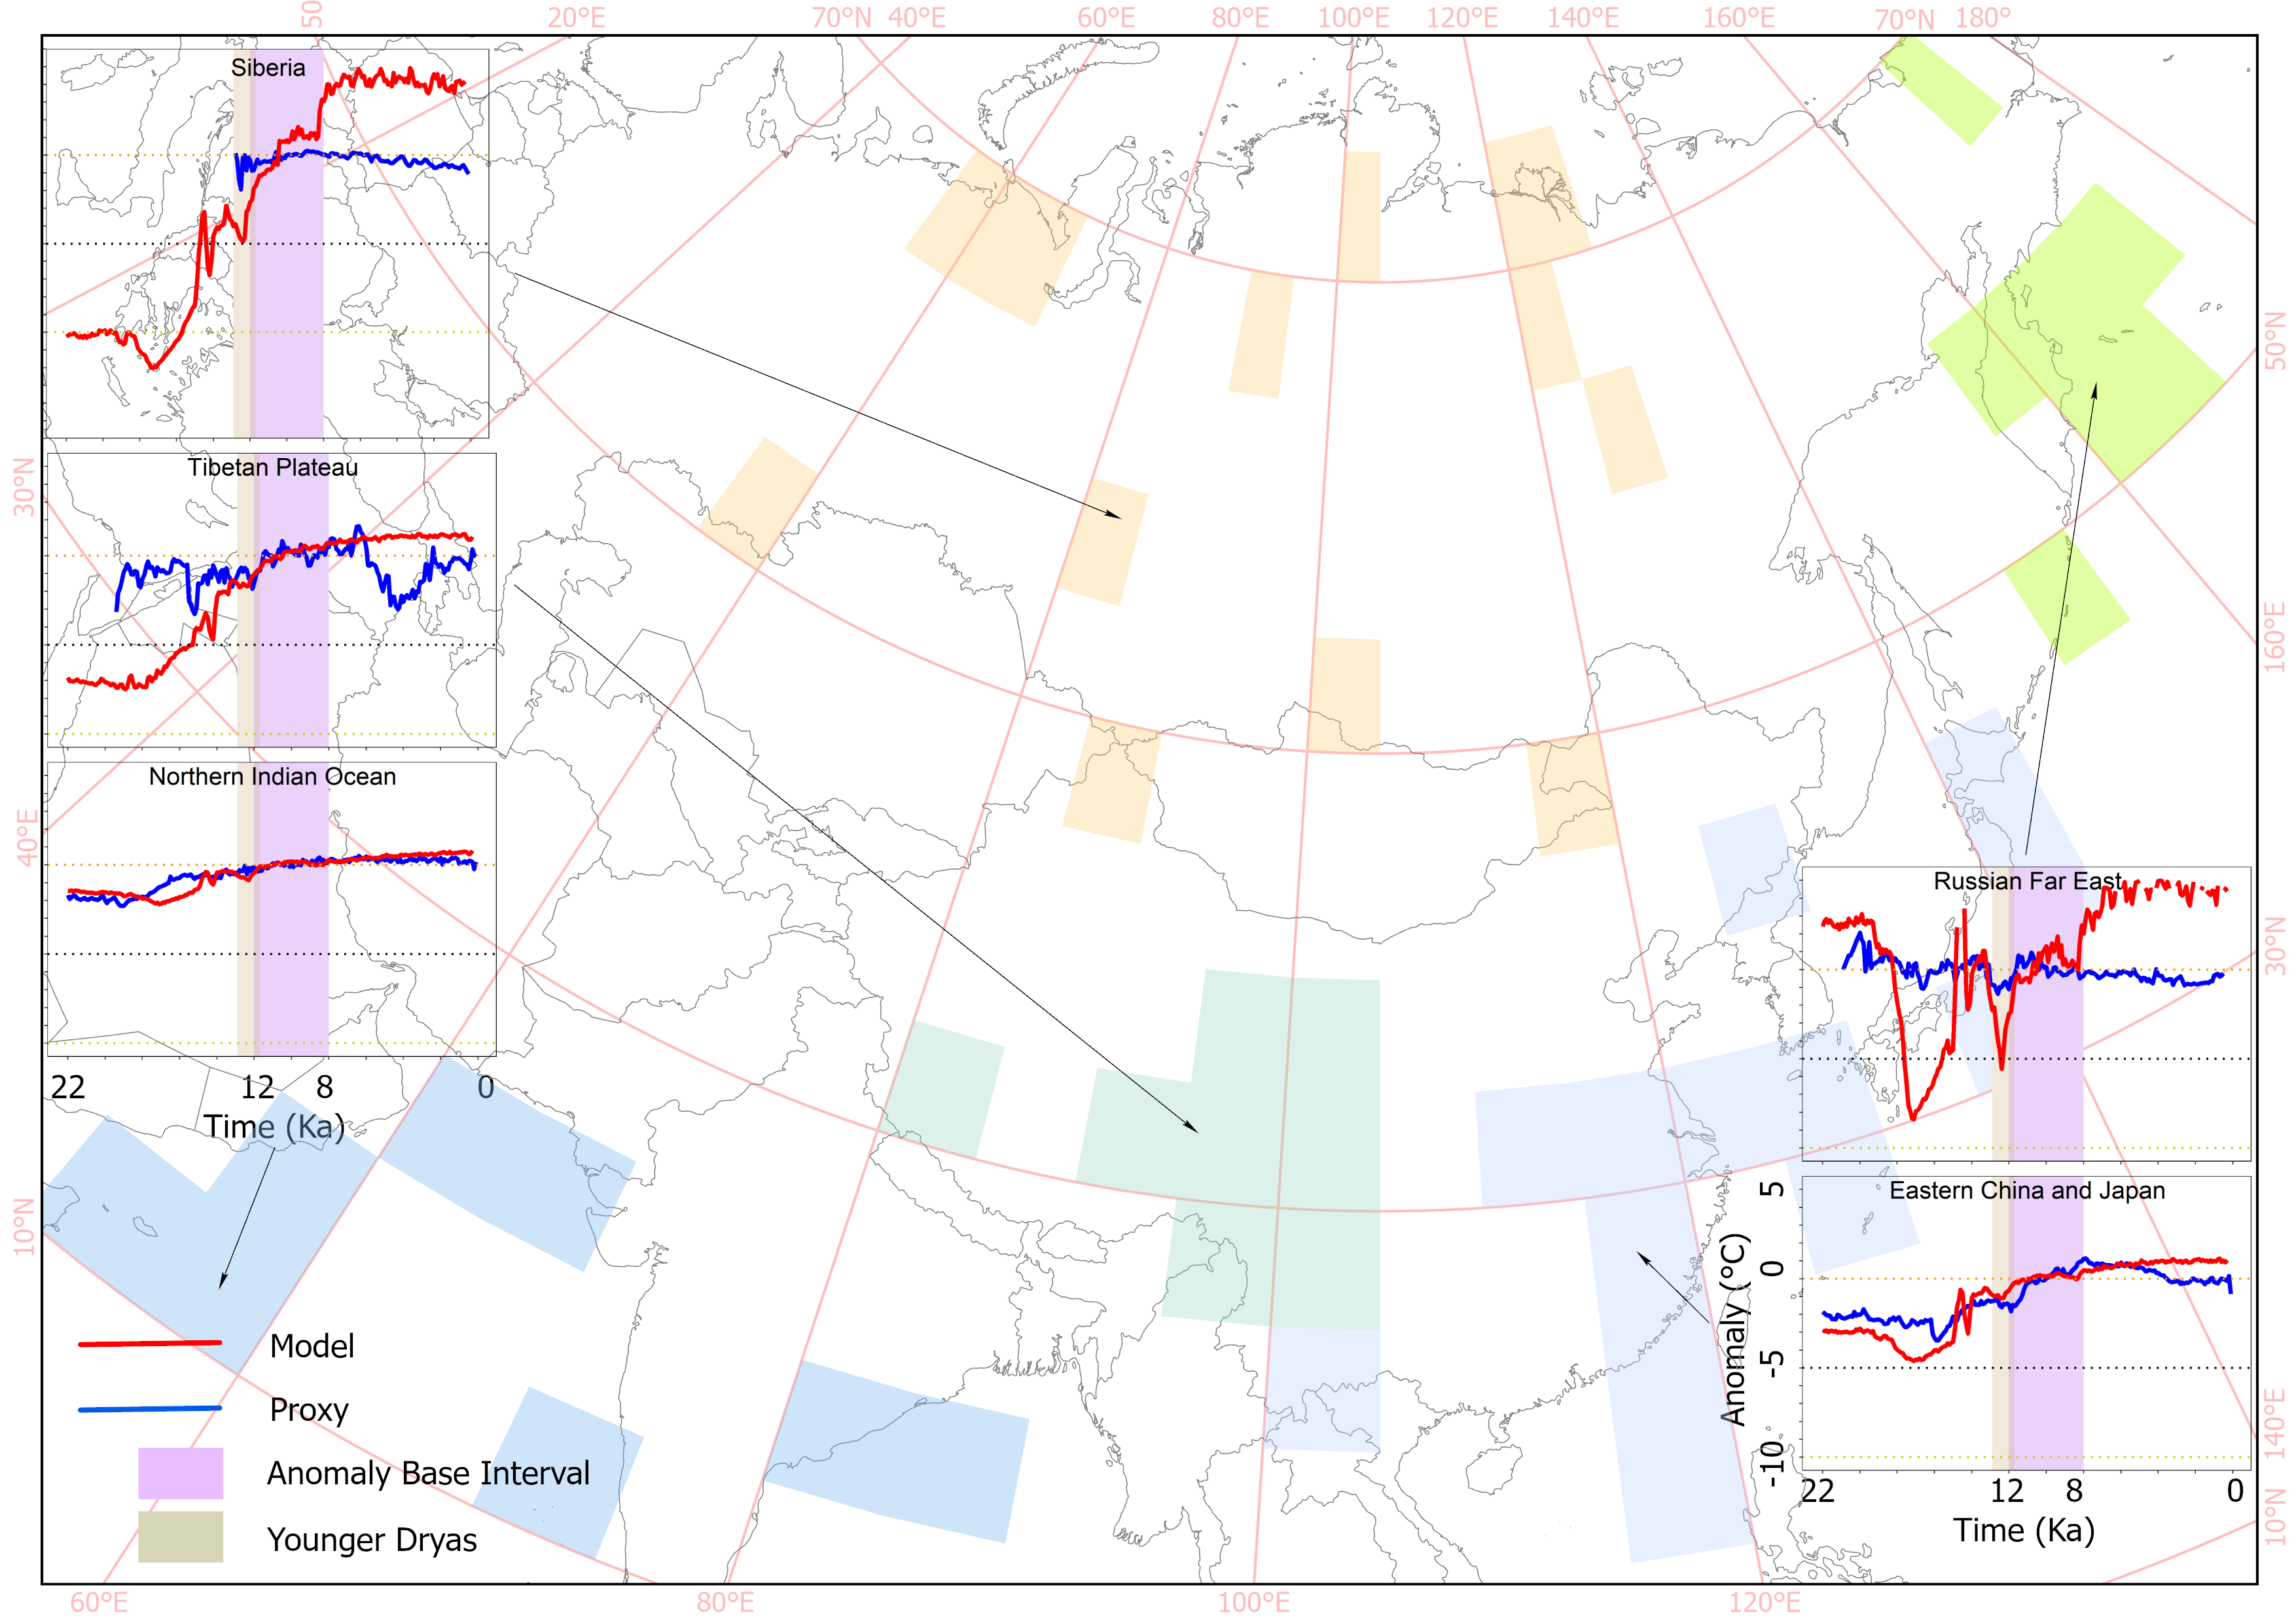 50
20°E
70°N
40°E
60°E
80°E
100°E
120°E
140°E
160°E
70°N
180°
Siberia
50°N
30°N
Tibetan Plateau
160°E
Northern Indian Ocean
40°E
Russian Far East
30°N
22
12
8
0
Time (Ka)
Eastern China and Japan
5
0
-5
-10
Anomaly (°C)
10°N
Model
Proxy
140°E
Anomaly Base Interval
22
12
8
0
Time (Ka)
10°N
Younger Dryas
60°E
80°E
100°E
120°E